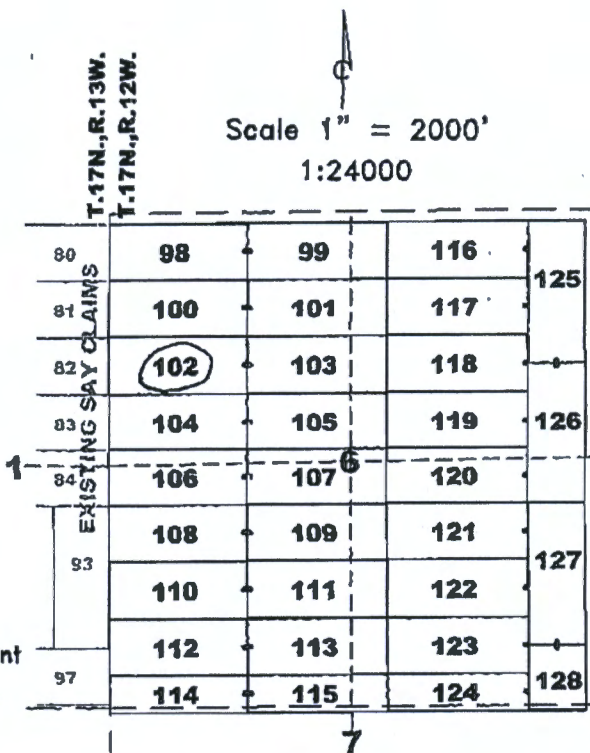 T.17N.,R.13W.
T.17N.,R.12W.
Scale 1" = 2000'
1:24000
EXISTING SAY CLAIMS
80 98 99 116 125
81 100 101 117
82 102 103 118
83 104 105 119 126
1 84 106 107 6 120
108 109 121
93 127
110 111 122
nt 112 113 123
97 114 115 124 128
7